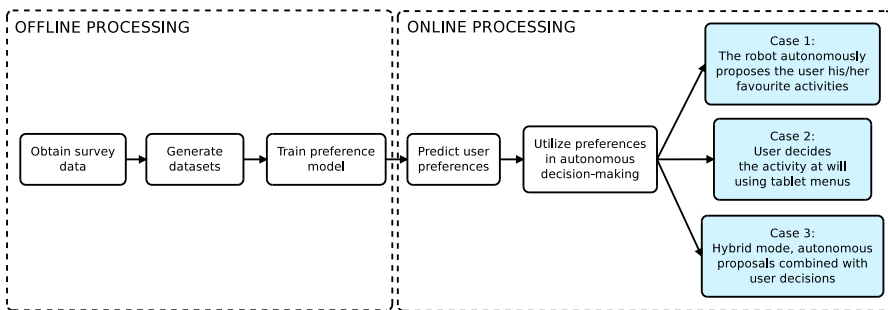 OFFLINE PROCESSING
Obtain survey
data
Generate
datasets
Train preference
model
ONLINE PROCESSING
Predict user
preferences
Utilize preferences
in autonomous
decision-making
Case 1:
The robot autonomously
proposes the user his/her
favourite activities
Case 2:
User decides
the activity at will
using tablet menus
Case 3:
Hybrid mode, autonomous
proposals combined with
user decisions